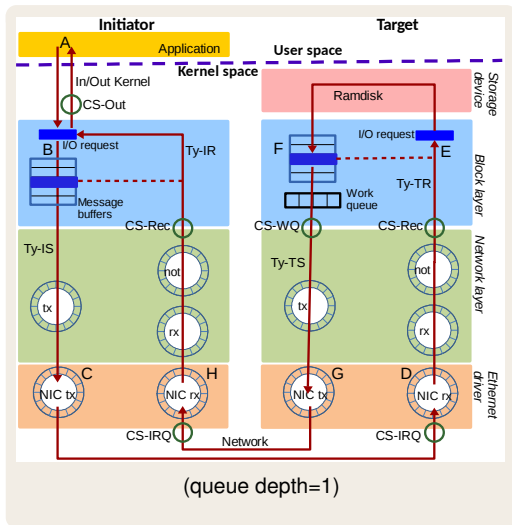 Initiator
Target
A
Application
User space
Kernel space
In/Out Kernel
CS-Out
Ramdisk
Storage
device
B
I/O request
Ty-IR
Message
buffers
F
I/O request
E
Work
queue
Ty-TR
Block layer
CS-Rec
CS-WQ
CS-Rec
Ty-IS
Ty-TS
not
not
tx
rx
tx
rx
Network layer
C
H
G
D
NIC tx
NIC rx
NIC tx
NIC rx
Ethernet
driver
CS-IRQ
Network
CS-IRQ
(queue depth=1)